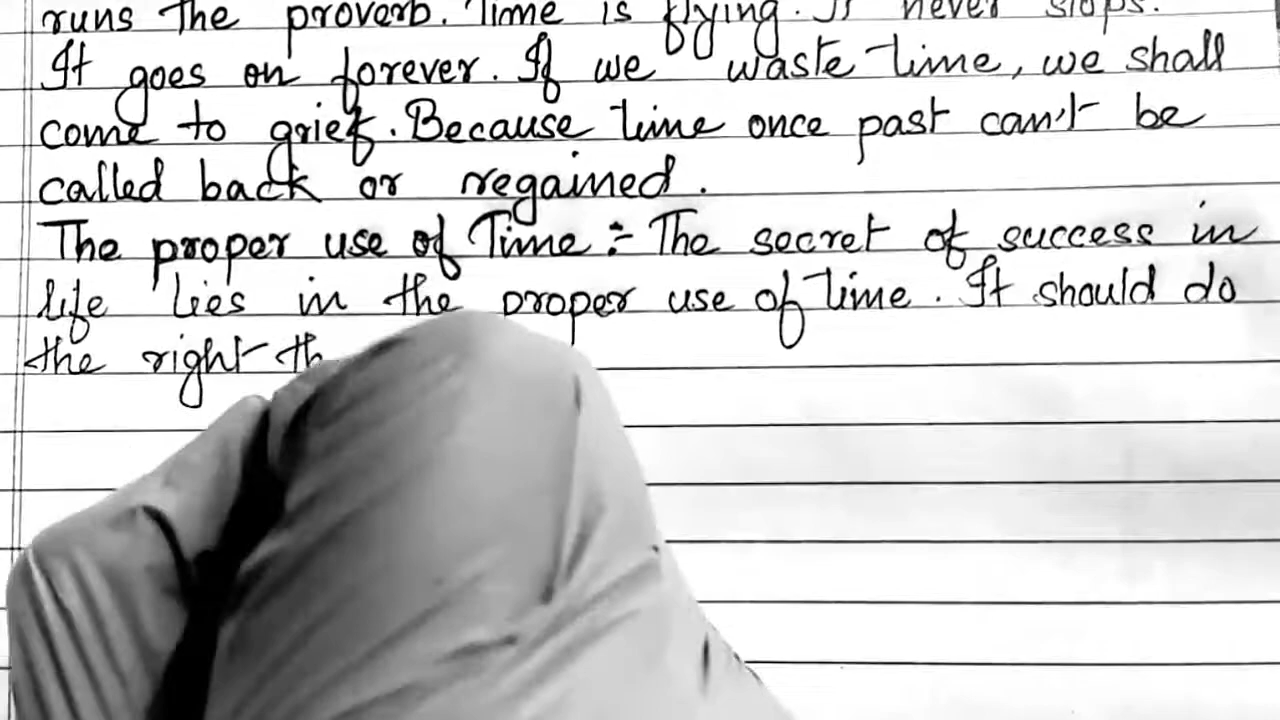 runs the proverb. Time is flying. It never stops.
It goes on forever. If we waste time, we shall
come to grief. Because time once past can't be
called back or regained.
The proper use of Time :- The secret of success in
life lies in the proper use of time. It should do
the right th